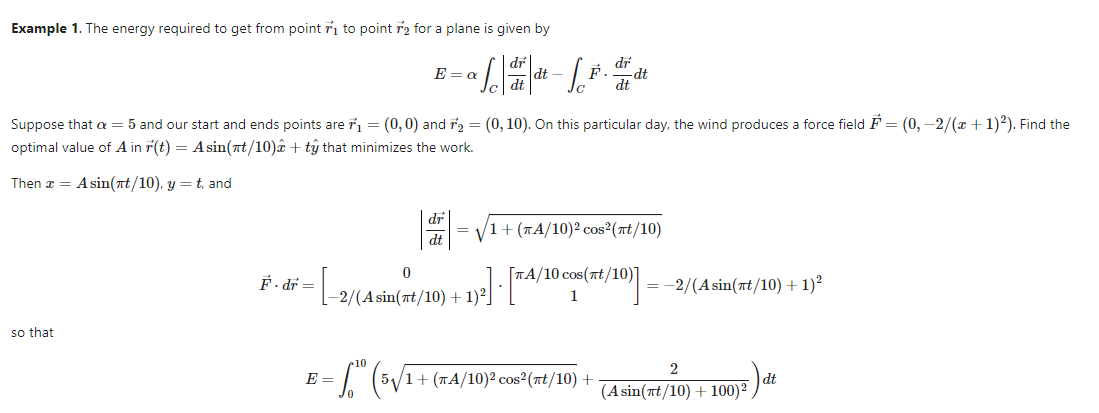 Example 1. The energy required to get from point $\vec{r}_1$ to point $\vec{r}_2$ for a plane is given by
$E = \alpha \int_C \left| \frac{d\vec{r}}{dt} \right| dt - \int_C \vec{F} \cdot \frac{d\vec{r}}{dt} dt$
Suppose that $\alpha = 5$ and our start and ends points are $\vec{r}_1 = (0, 0)$ and $\vec{r}_2 = (0, 10)$. On this particular day, the wind produces a force field $\vec{F} = (0, -2/(x + 1)^2)$. Find the
optimal value of $A$ in $\vec{r}(t) = A \sin(\pi t/10)\hat{x} + t\hat{y}$ that minimizes the work.
Then $x = A \sin(\pi t/10)$, $y = t$, and
$\left| \frac{d\vec{r}}{dt} \right| = \sqrt{1 + (\pi A/10)^2 \cos^2(\pi t/10)}$
$\vec{F} \cdot d\vec{r} = \begin{bmatrix} 0 \\ -2/(A \sin(\pi t/10) + 1)^2 \end{bmatrix} \cdot \begin{bmatrix} \pi A/10 \cos(\pi t/10) \\ 1 \end{bmatrix} = -2/(A \sin(\pi t/10) + 1)^2$
so that
$E = \int_0^{10} \left( 5\sqrt{1 + (\pi A/10)^2 \cos^2(\pi t/10)} + \frac{2}{(A \sin(\pi t/10) + 100)^2} \right) dt$